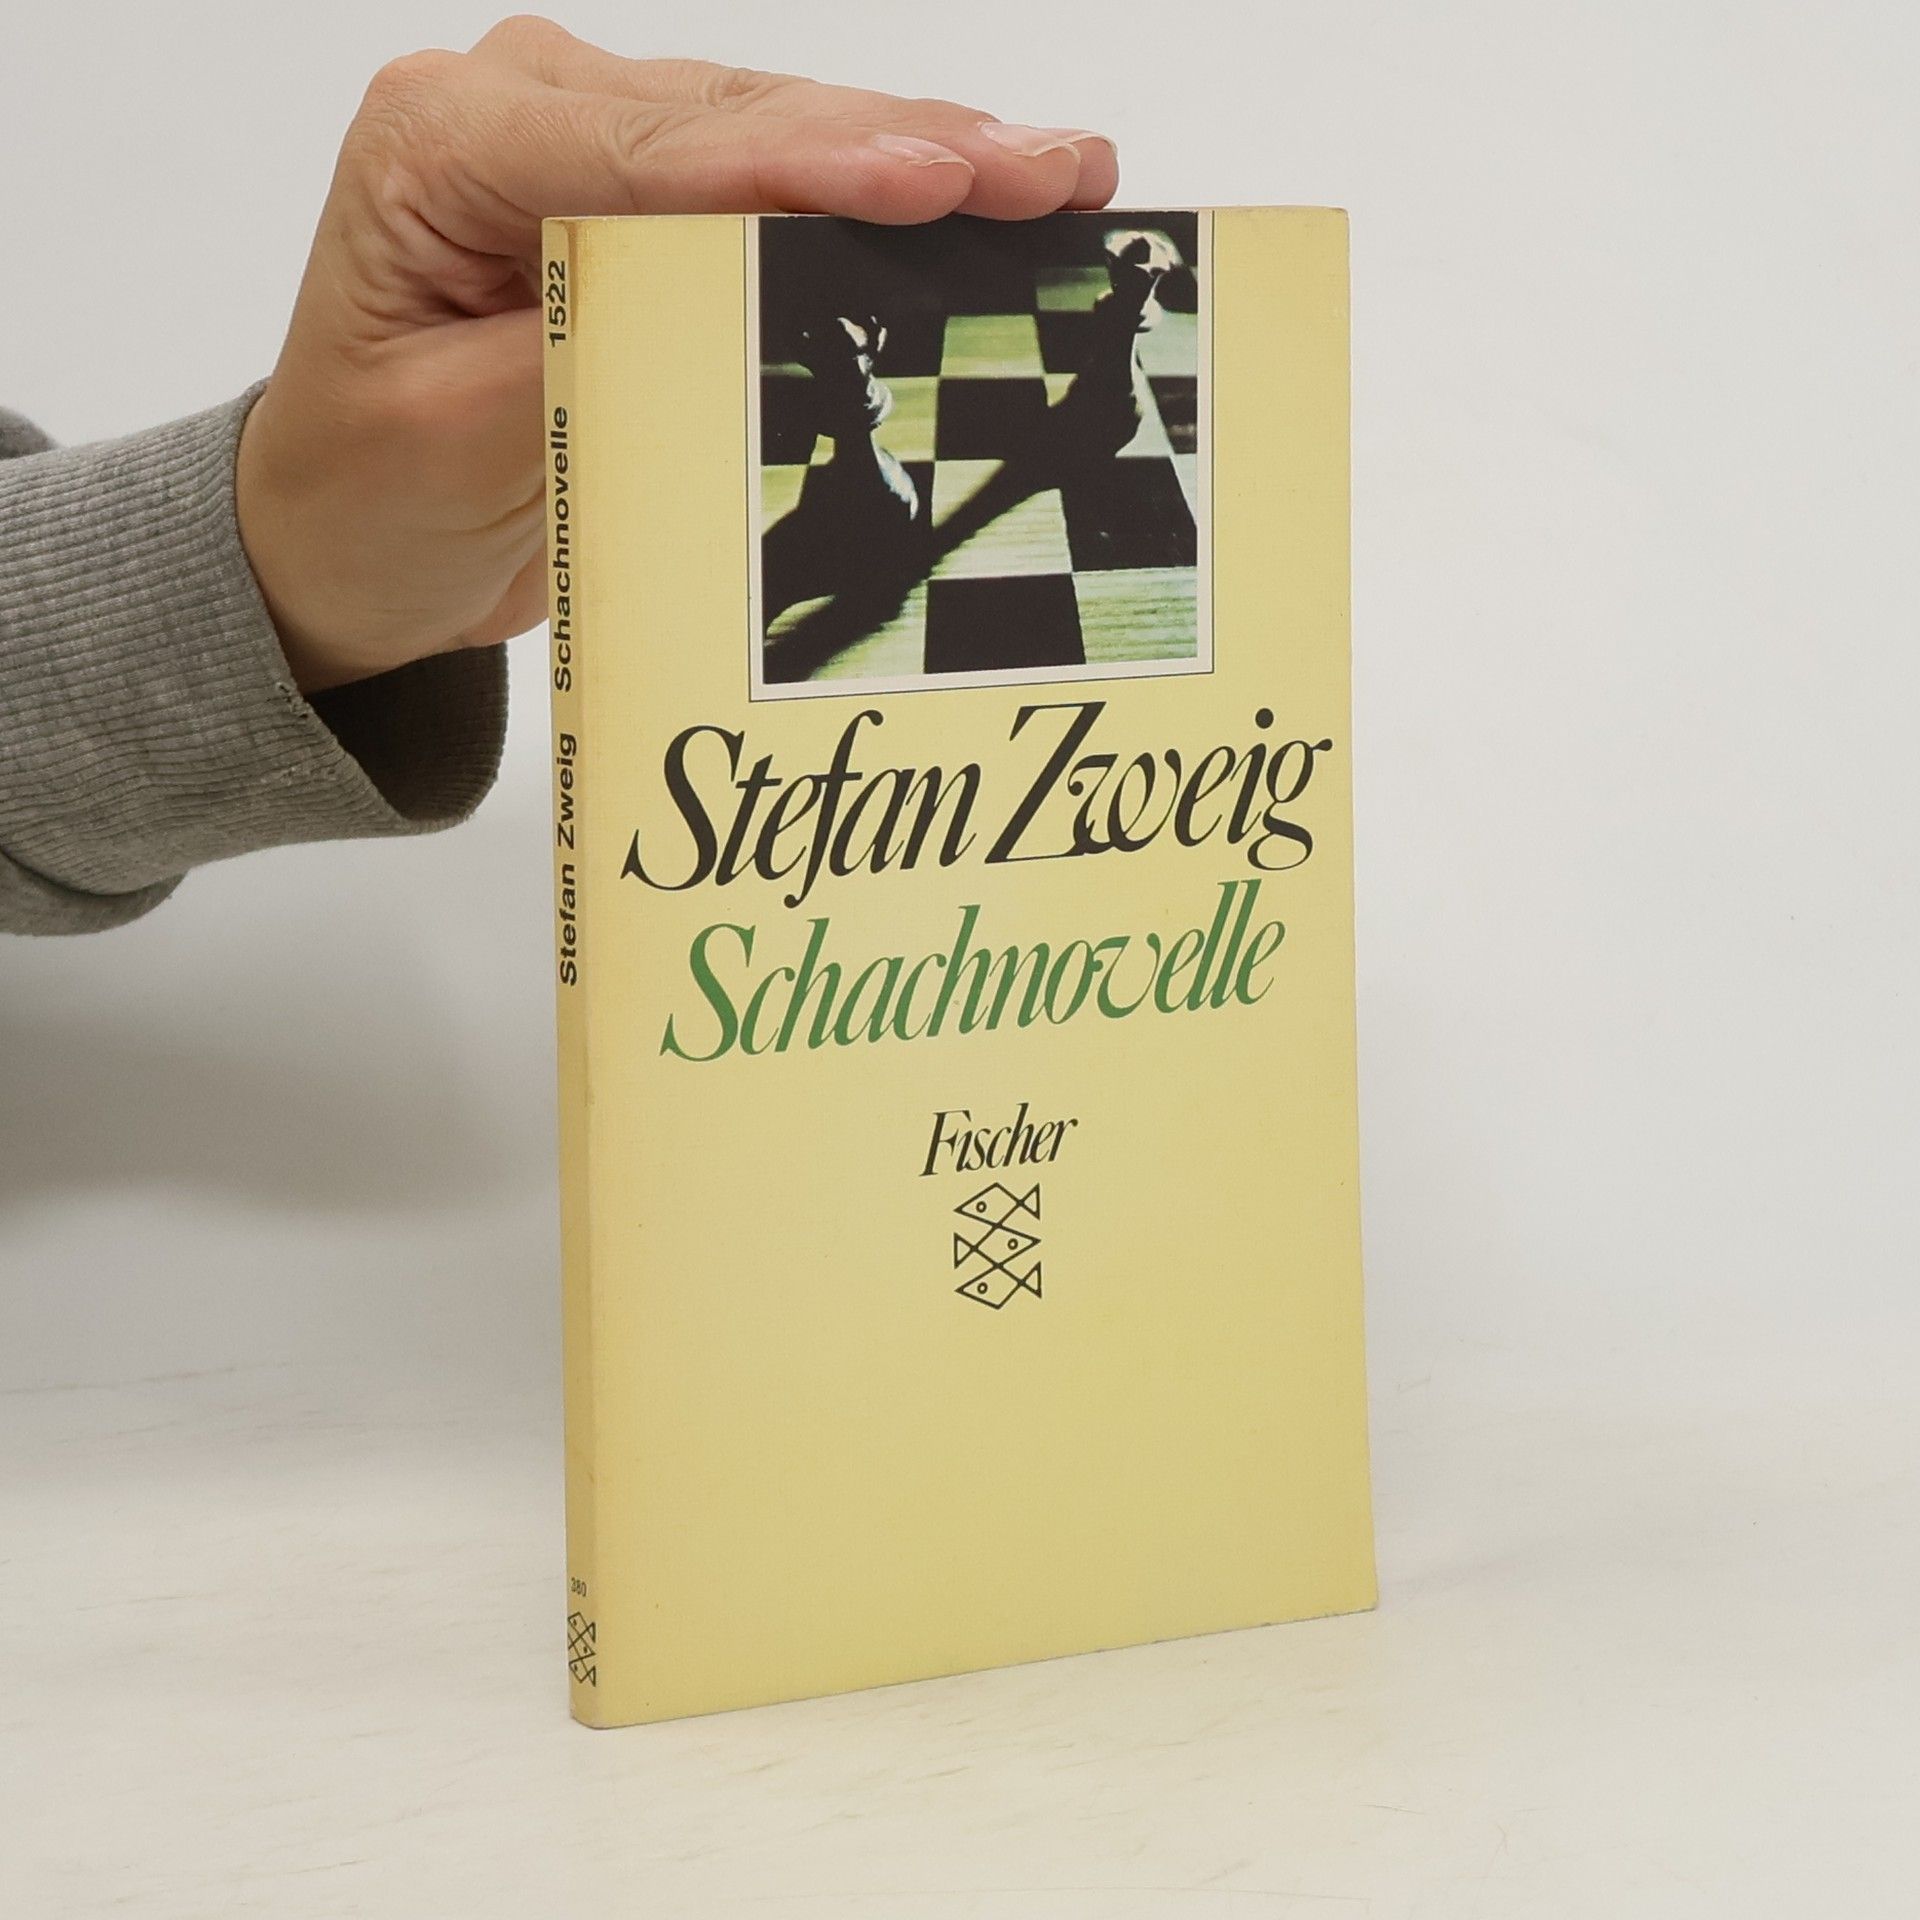 Stefan Zweig
Schachnovelle
Fischer
Stefan Zweig Schachnovelle 1522
380